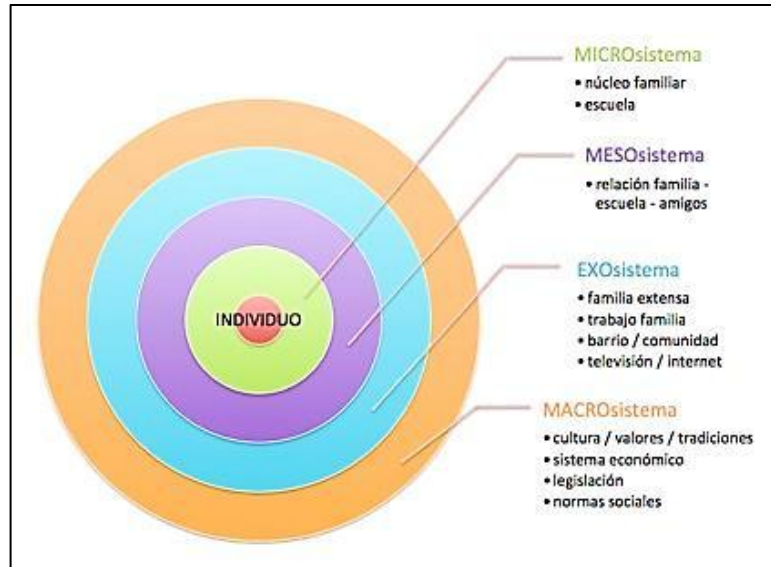 MICROsistema
• núcleo familiar
• escuela
MESOsistema
• relación familia -
escuela - amigos
EXOsistema
• familia extensa
• trabajo familia
• barrio / comunidad
• televisión / internet
MACROsistema
• cultura / valores / tradiciones
• sistema económico
• legislación
• normas sociales
INDIVIDUO